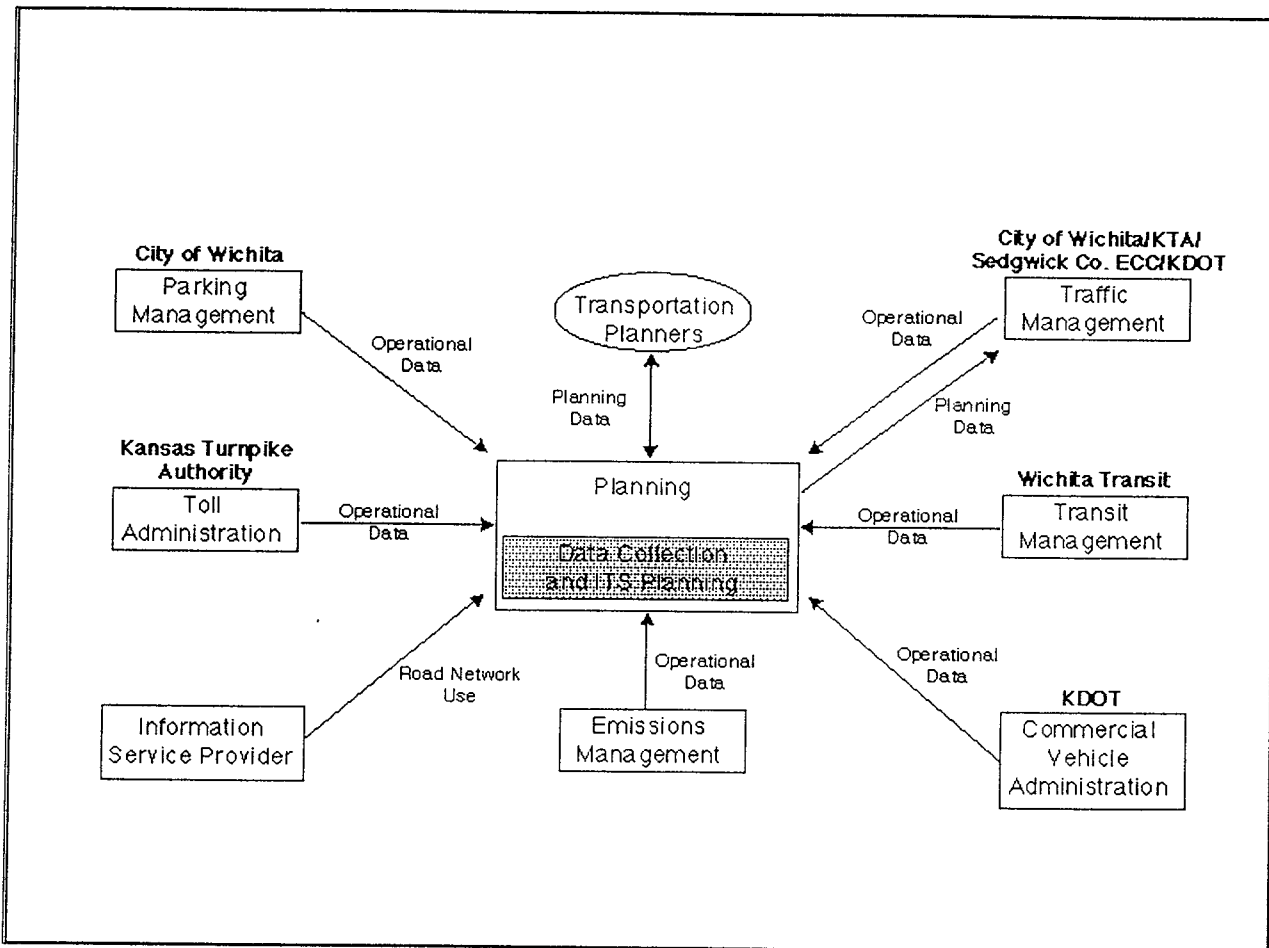 City of Wichita
Parking
Management
Operational
Data
Transportation
Planners
Planning
Data
City of Wichita/KTA/
Sedgwick Co. ECC/KDOT
Traffic
Management
Operational
Data
Planning
Data
Kansas Turnpike
Authority
Toll
Administration
Operational
Data
Planning
Data Collection
and ITS Planning
Wichita Transit
Transit
Management
Operational
Data
Information
Service Provider
Road Network
Use
Emissions
Management
Operational
Data
KDOT
Commercial
Vehicle
Administration
Operational
Data